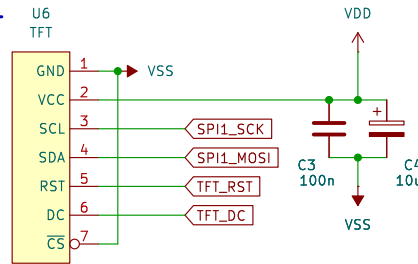 U6
TFT
VDD
GND 1 VSS
VCC 2
+
SCL 3 SPI1_SCK
SDA 4 SPI1_MOSI
C3
100n
C4
10u
RST 5 TFT_RST
DC 6 TFT_DC
VSS
CS 7